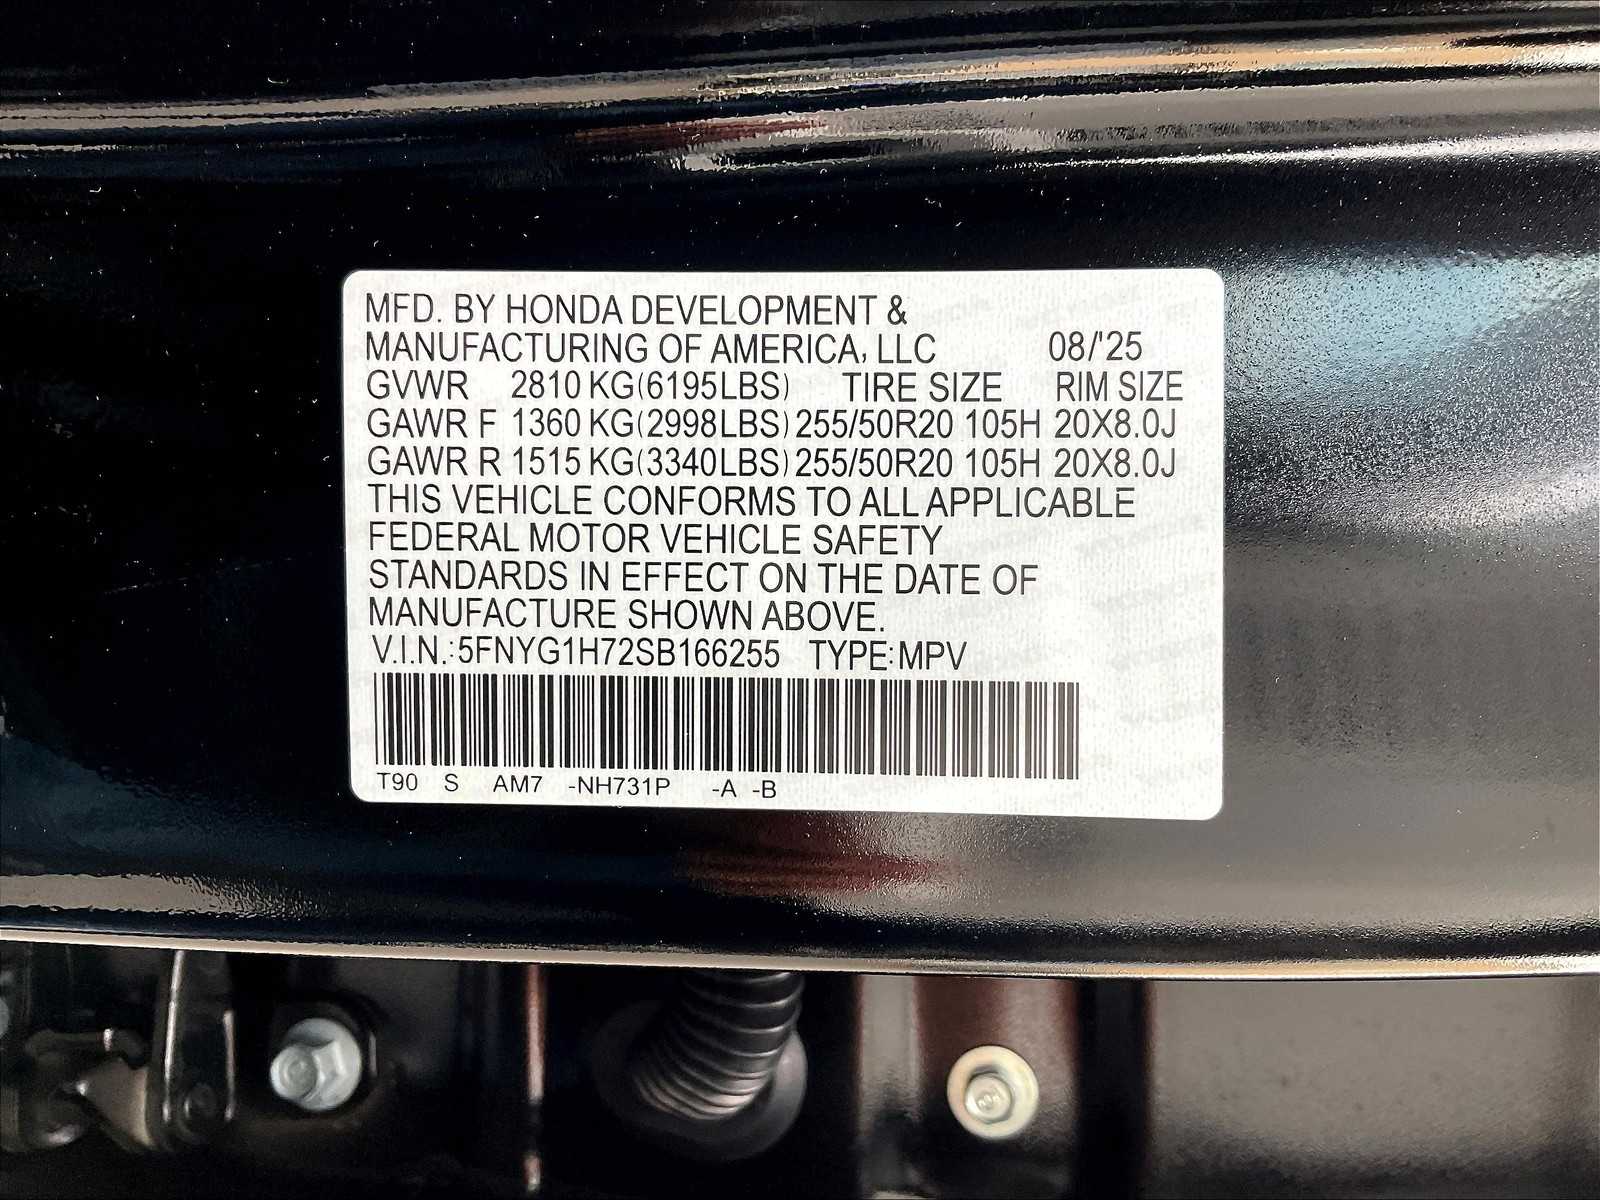 MFD. BY HONDA DEVELOPMENT &
MANUFACTURING OF AMERICA, LLC 08/'25
GVWR 2810 KG(6195LBS) TIRE SIZE RIM SIZE
GAWR F 1360 KG(2998LBS) 255/50R20 105H 20X8.0J
GAWR R 1515 KG(3340LBS) 255/50R20 105H 20X8.0J
THIS VEHICLE CONFORMS TO ALL APPLICABLE
FEDERAL MOTOR VEHICLE SAFETY
STANDARDS IN EFFECT ON THE DATE OF
MANUFACTURE SHOWN ABOVE.
V.I.N.:5FNYG1H72SB166255 TYPE:MPV
T90 S AM7 -NH731P -A -B